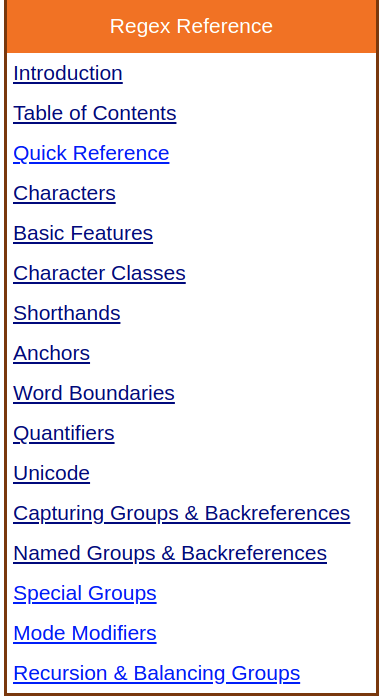 Regex Reference
Introduction
Table of Contents
Quick Reference
Characters
Basic Features
Character Classes
Shorthands
Anchors
Word Boundaries
Quantifiers
Unicode
Capturing Groups & Backreferences
Named Groups & Backreferences
Special Groups
Mode Modifiers
Recursion & Balancing Groups